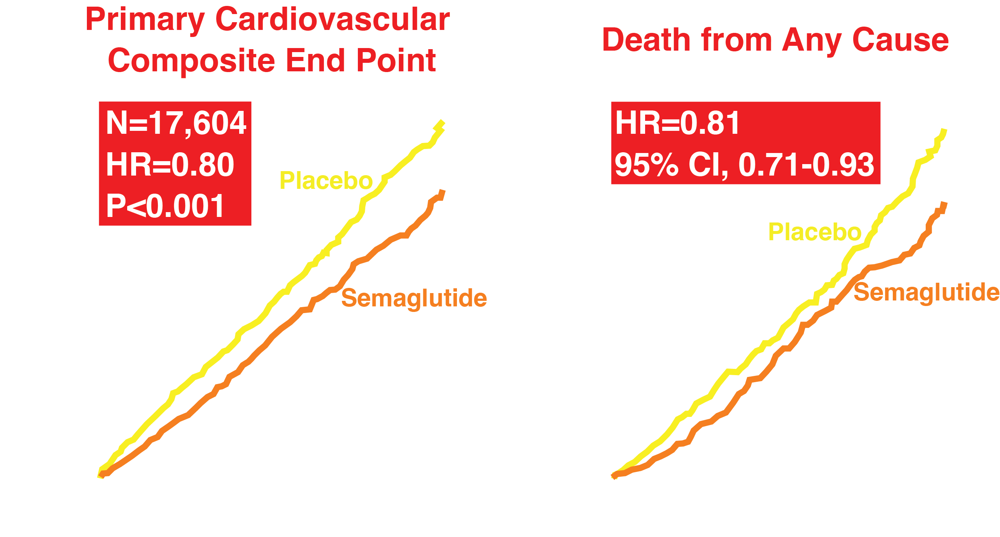 Primary Cardiovascular
Composite End Point
N=17,604
HR=0.80
P<0.001
Placebo
Semaglutide
Death from Any Cause
HR=0.81
95% CI, 0.71-0.93
Placebo
Semaglutide